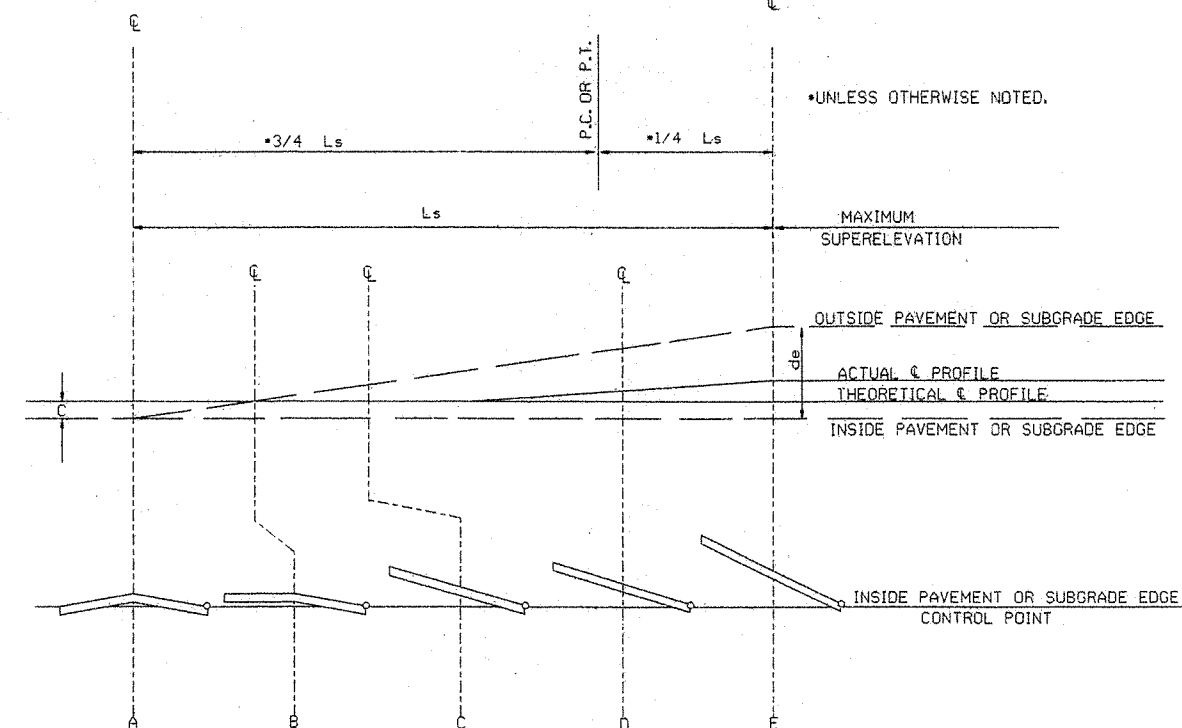 ℄
℄
P.C. OR P.T.
*UNLESS OTHERWISE NOTED.
*3/4 Ls
*1/4 Ls
Ls
MAXIMUM
SUPERELEVATION
℄
℄
℄
OUTSIDE PAVEMENT OR SUBGRADE EDGE
de
ACTUAL ℄ PROFILE
THEORETICAL ℄ PROFILE
C
INSIDE PAVEMENT OR SUBGRADE EDGE
INSIDE PAVEMENT OR SUBGRADE EDGE
CONTROL POINT
A
B
C
D
E